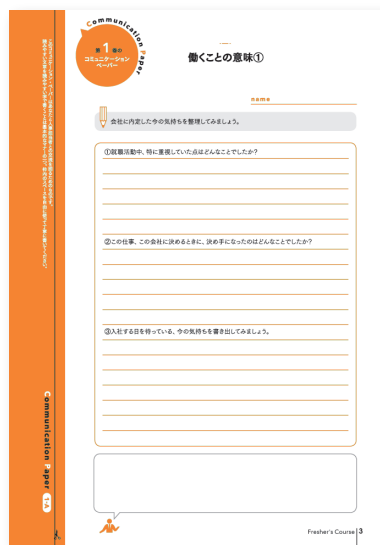 Communication Paper
第1章の
コミュニケーション
ペーパー
働くことの意味①
name
会社に内定した今の気持ちを整理してみましょう。
①就職活動中、特に重視していた点はどんなことでしたか?
②この仕事、この会社に決めるときに、決め手になったのはどんなことでしたか?
③入社する日を待っている、今の気持ちを書き出してみましょう。
Communication Paper 1-A
Fresher's Course 3